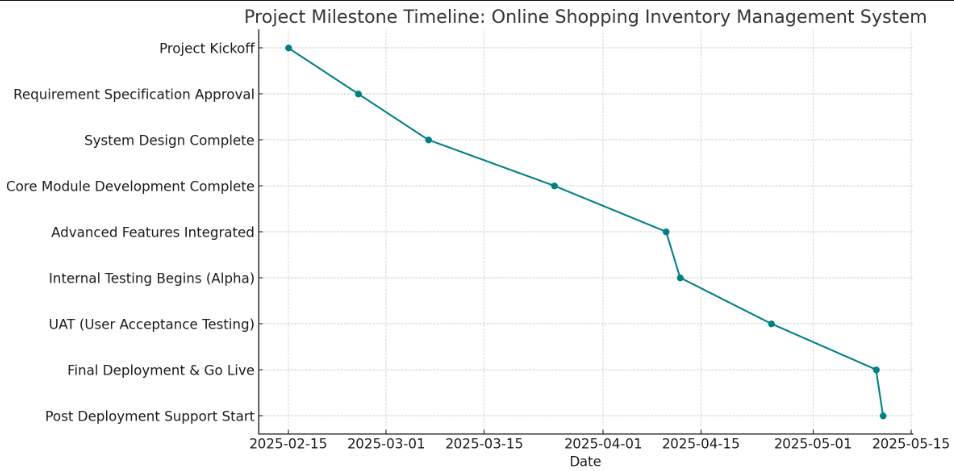 Project Milestone Timeline: Online Shopping Inventory Management System
Project Kickoff
Requirement Specification Approval
System Design Complete
Core Module Development Complete
Advanced Features Integrated
Internal Testing Begins (Alpha)
UAT (User Acceptance Testing)
Final Deployment & Go Live
Post Deployment Support Start
2025-02-15 2025-03-01 2025-03-15 2025-04-01 2025-04-15 2025-05-01 2025-05-15
Date